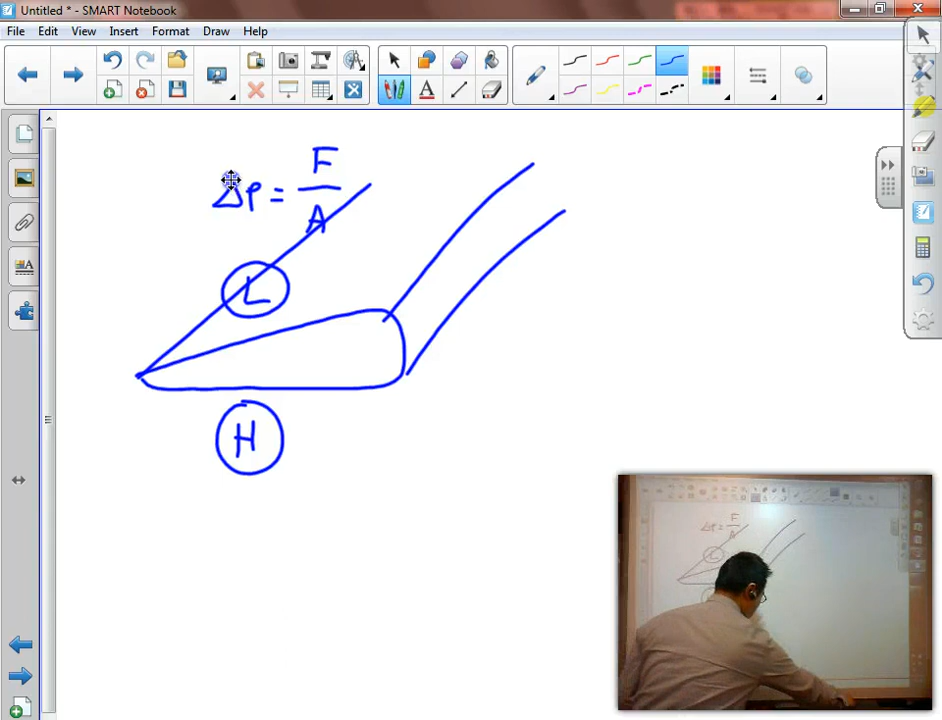 Untitled * - SMART Notebook
File Edit View Insert Format Draw Help
ΔP = F/A
L
H